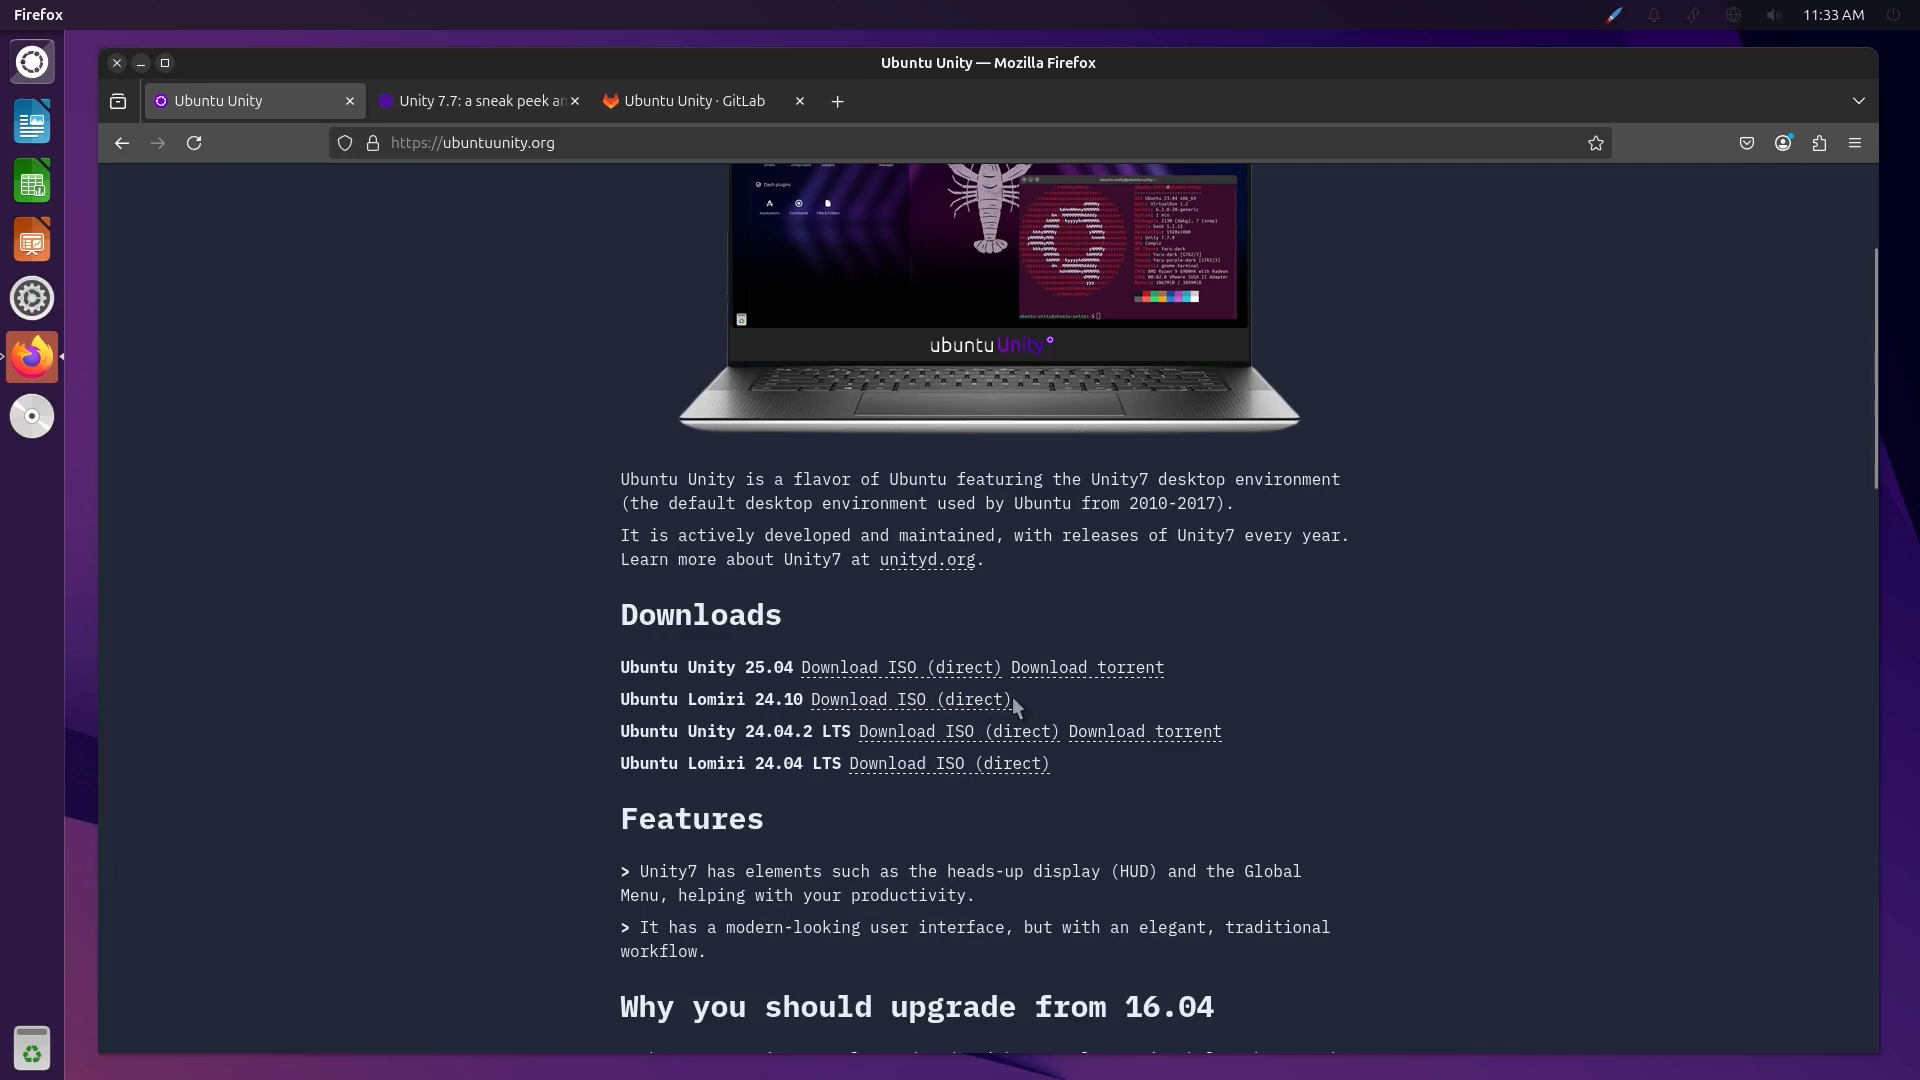 Firefox
11:33 AM
Ubuntu Unity — Mozilla Firefox
Ubuntu Unity
Unity 7.7: a sneak peek an
Ubuntu Unity · GitLab
https://ubuntuunity.org
Dash plugins
Applications Commands Files & Folders
ubuntu Unity
Ubuntu Unity is a flavor of Ubuntu featuring the Unity7 desktop environment
(the default desktop environment used by Ubuntu from 2010-2017).
It is actively developed and maintained, with releases of Unity7 every year.
Learn more about Unity7 at unityd.org.
Downloads
Ubuntu Unity 25.04 Download ISO (direct) Download torrent
Ubuntu Lomiri 24.10 Download ISO (direct)
Ubuntu Unity 24.04.2 LTS Download ISO (direct) Download torrent
Ubuntu Lomiri 24.04 LTS Download ISO (direct)
Features
> Unity7 has elements such as the heads-up display (HUD) and the Global
Menu, helping with your productivity.
> It has a modern-looking user interface, but with an elegant, traditional
workflow.
Why you should upgrade from 16.04